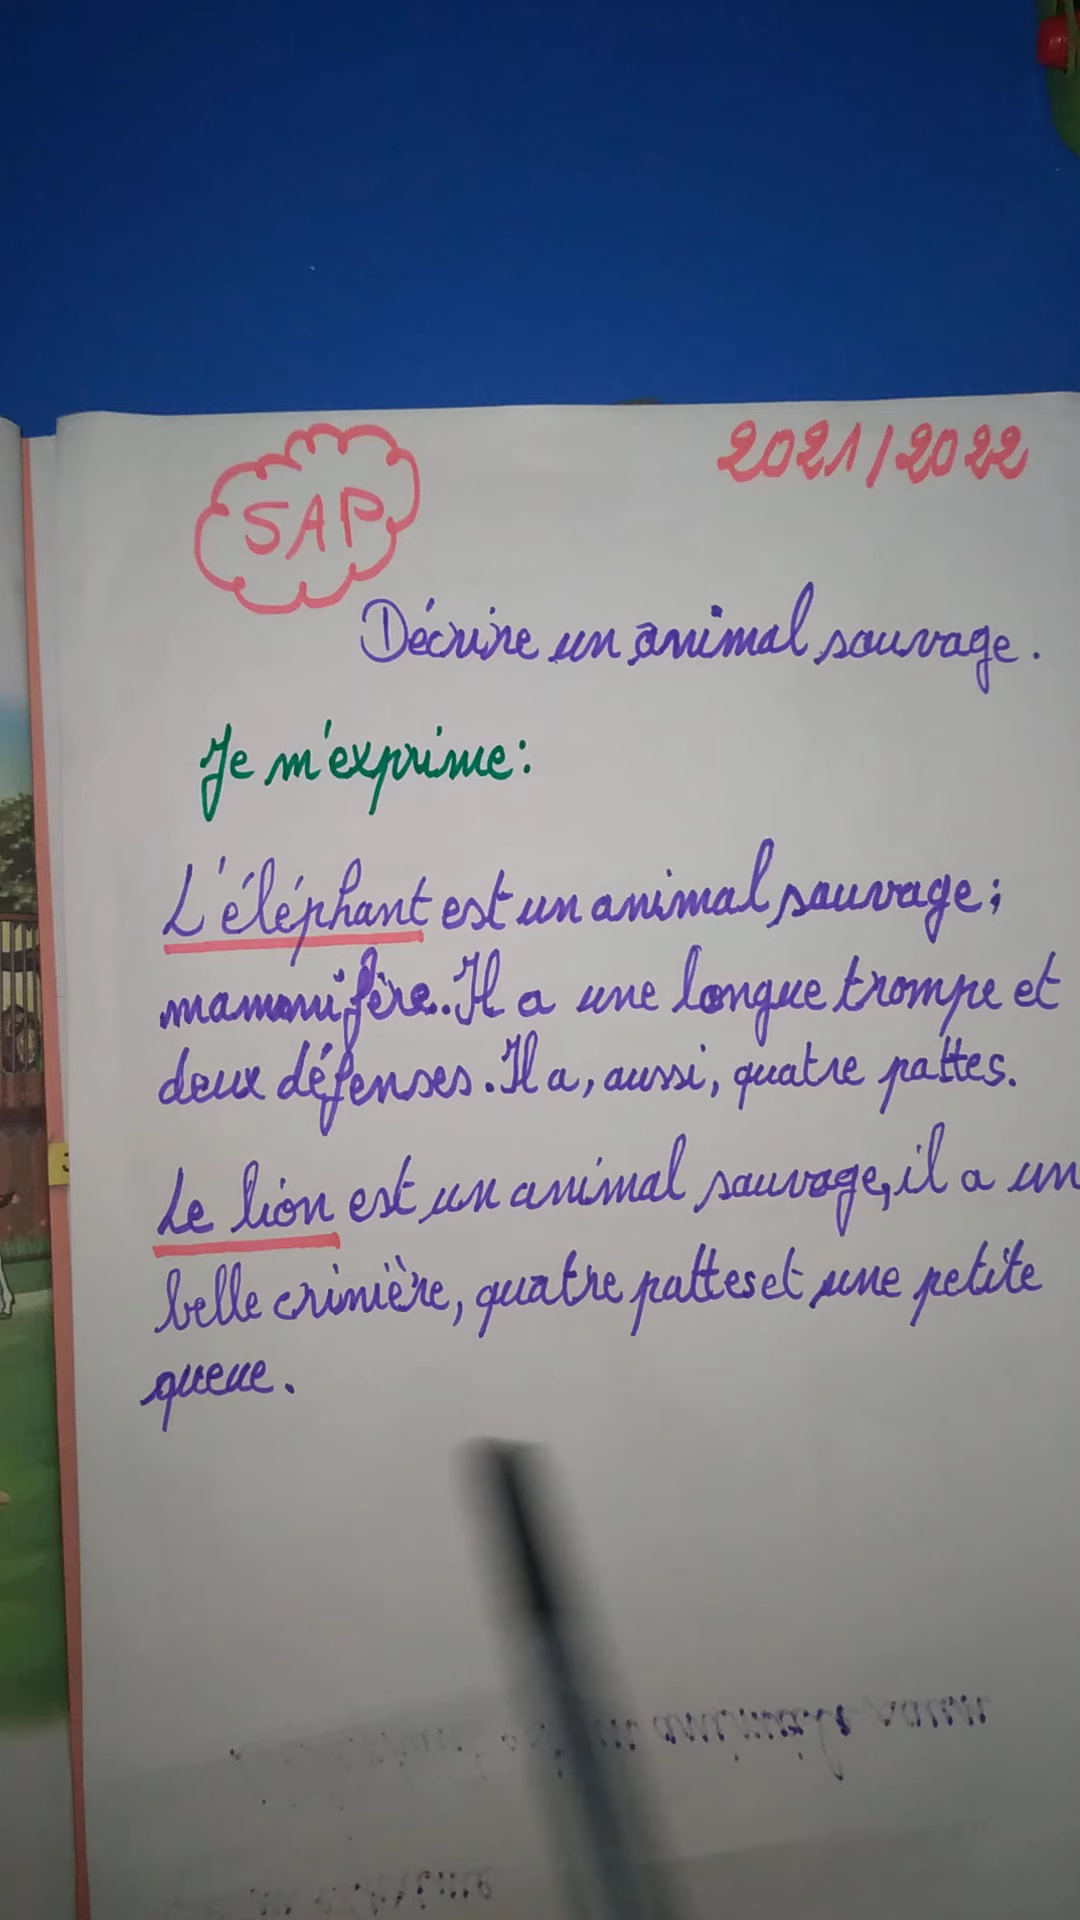 SAP
2021/2022
Décrire un animal sauvage.
Je m'exprime:
L'éléphant est un animal sauvage;
mammifère.. Il a une longue trompe et
deux défenses. Il a, aussi, quatre pattes.
Le lion est un animal sauvage, il a un
belle crinière, quatre pattes et une petite
queue.